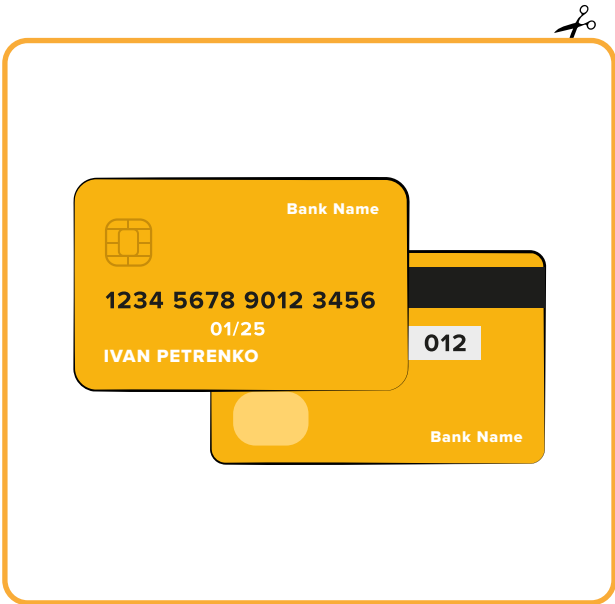 Bank Name
1234 5678 9012 3456
01/25
IVAN PETRENKO
012
Bank Name